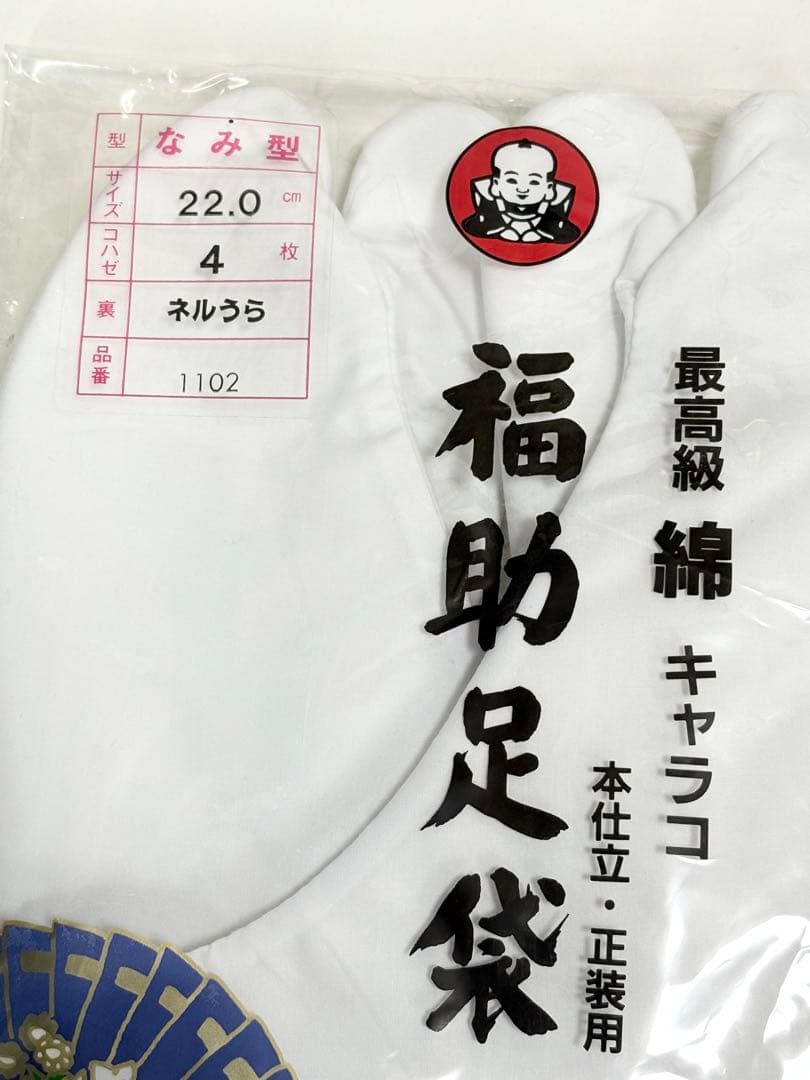 型 なみ型
サイズ 22.0 cm
コハゼ 4 枚
裏 ネルうら
品番 1102
最高級 綿 キャラコ
本仕立・正装用
福助足袋